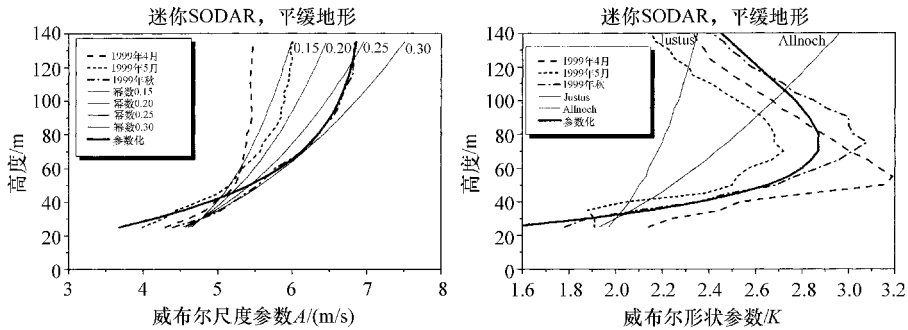 迷你SODAR，平缓地形
140
120
100
80
60
40
20
0
高度/m
1999年4月
1999年5月
1999年秋
幂数0.15
幂数0.20
幂数0.25
幂数0.30
参数化
0.15
0.20
0.25
0.30
3
4
5
6
7
8
威布尔尺度参数A/(m/s)
迷你SODAR，平缓地形
140
120
100
80
60
40
20
0
高度/m
Justus
Allnoch
1999年4月
1999年5月
1999年秋
Justus
Allnoch
参数化
1.6
1.8
2.0
2.2
2.4
2.6
2.8
3.0
3.2
威布尔形状参数/K